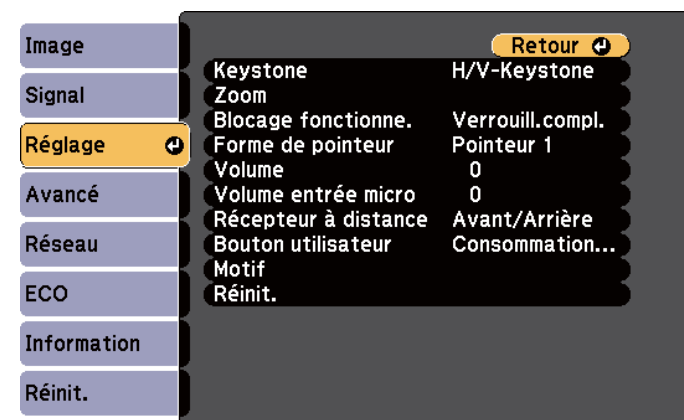 Image
Signal
Réglage
Avancé
Réseau
ECO
Information
Réinit.
Retour
Keystone H/V-Keystone
Zoom
Blocage fonctionne. Verrouill.compl.
Forme de pointeur Pointeur 1
Volume 0
Volume entrée micro 0
Récepteur à distance Avant/Arrière
Bouton utilisateur Consommation...
Motif
Réinit.